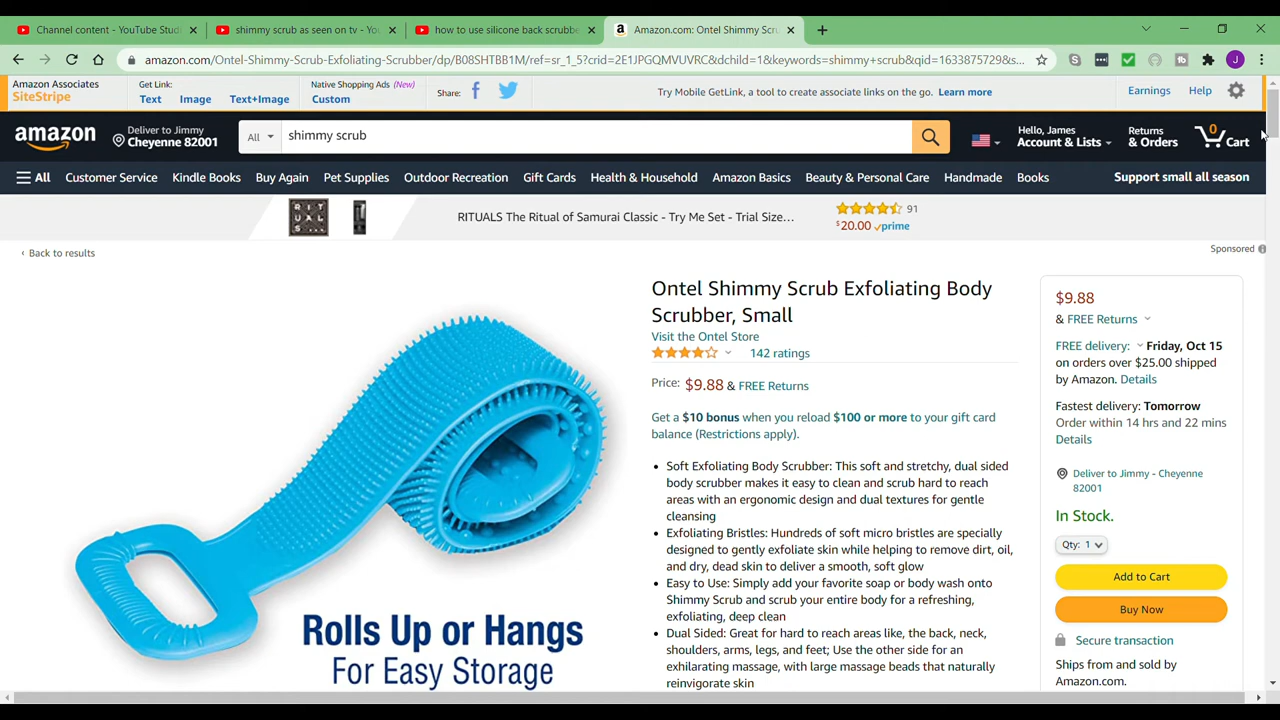 Channel content - YouTube Studi
shimmy scrub as seen on tv - Yo
how to use silicone back scrubbe
Amazon.com: Ontel Shimmy Scru
amazon.com/Ontel-Shimmy-Scrub-Exfoliating-Scrubber/dp/B08SHTBB1M/ref=sr_1_5?crid=2E1JPGQMVUVRC&dchild=1&keywords=shimmy+scrub&qid=1633875729&s...
J
Amazon Associates
SiteStripe
Get Link:
Text Image Text+Image
Native Shopping Ads (New)
Custom
Share:
Try Mobile GetLink, a tool to create associate links on the go. Learn more
Earnings Help
amazon
Deliver to Jimmy
Cheyenne 82001
All
shimmy scrub
Hello, James
Account & Lists
Returns
& Orders
0
Cart
All Customer Service Kindle Books Buy Again Pet Supplies Outdoor Recreation Gift Cards Health & Household Amazon Basics Beauty & Personal Care Handmade Books Support small all season
RITUALS
RITUALS The Ritual of Samurai Classic - Try Me Set - Trial Size...
91
$20.00 prime
Sponsored
‹ Back to results
Ontel Shimmy Scrub Exfoliating Body
Scrubber, Small
Visit the Ontel Store
142 ratings
Price: $9.88 & FREE Returns
Get a $10 bonus when you reload $100 or more to your gift card
balance (Restrictions apply).
• Soft Exfoliating Body Scrubber: This soft and stretchy, dual sided
body scrubber makes it easy to clean and scrub hard to reach
areas with an ergonomic design and dual textures for gentle
cleansing
• Exfoliating Bristles: Hundreds of soft micro bristles are specially
designed to gently exfoliate skin while helping to remove dirt, oil,
and dry, dead skin to deliver a smooth, soft glow
• Easy to Use: Simply add your favorite soap or body wash onto
Shimmy Scrub and scrub your entire body for a refreshing,
exfoliating, deep clean
• Dual Sided: Great for hard to reach areas like, the back, neck,
shoulders, arms, legs, and feet; Use the other side for an
exhilarating massage, with large massage beads that naturally
reinvigorate skin
Rolls Up or Hangs
For Easy Storage
$9.88
& FREE Returns
FREE delivery: Friday, Oct 15
on orders over $25.00 shipped
by Amazon. Details
Fastest delivery: Tomorrow
Order within 14 hrs and 22 mins
Details
Deliver to Jimmy - Cheyenne
82001
In Stock.
Qty: 1
Add to Cart
Buy Now
Secure transaction
Ships from and sold by
Amazon.com.